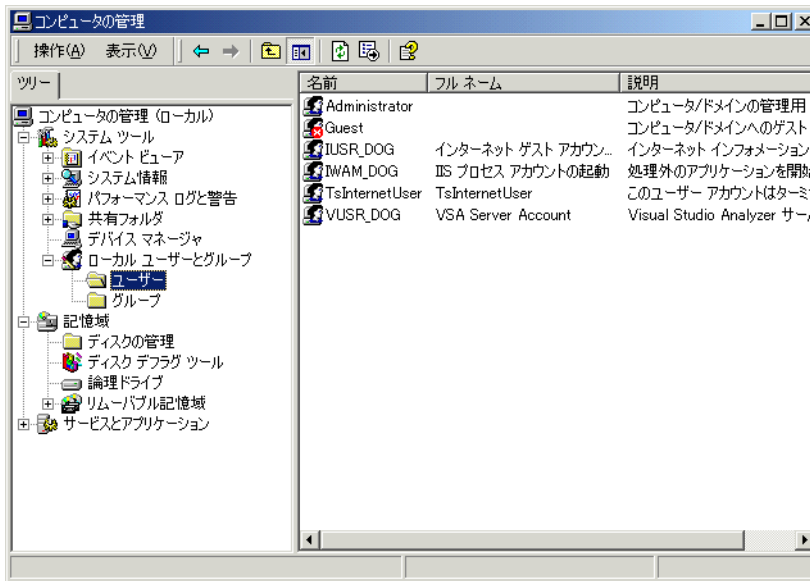 コンピュータの管理
操作(A) 表示(V)
ツリー
コンピュータの管理 (ローカル)
システム ツール
イベント ビューア
システム情報
パフォーマンス ログと警告
共有フォルダ
デバイス マネージャ
ローカル ユーザーとグループ
ユーザー
グループ
記憶域
ディスクの管理
ディスク デフラグ ツール
論理ドライブ
リムーバブル記憶域
サービスとアプリケーション
名前 フル ネーム 説明
Administrator コンピュータ/ドメインの管理用
Guest コンピュータ/ドメインへのゲスト
IUSR_DOG インターネット ゲスト アカウン... インターネット インフォメーション
IWAM_DOG IIS プロセス アカウントの起動 処理外のアプリケーションを開始
TsInternetUser TsInternetUser このユーザー アカウントはターミ
VUSR_DOG VSA Server Account Visual Studio Analyzer サー